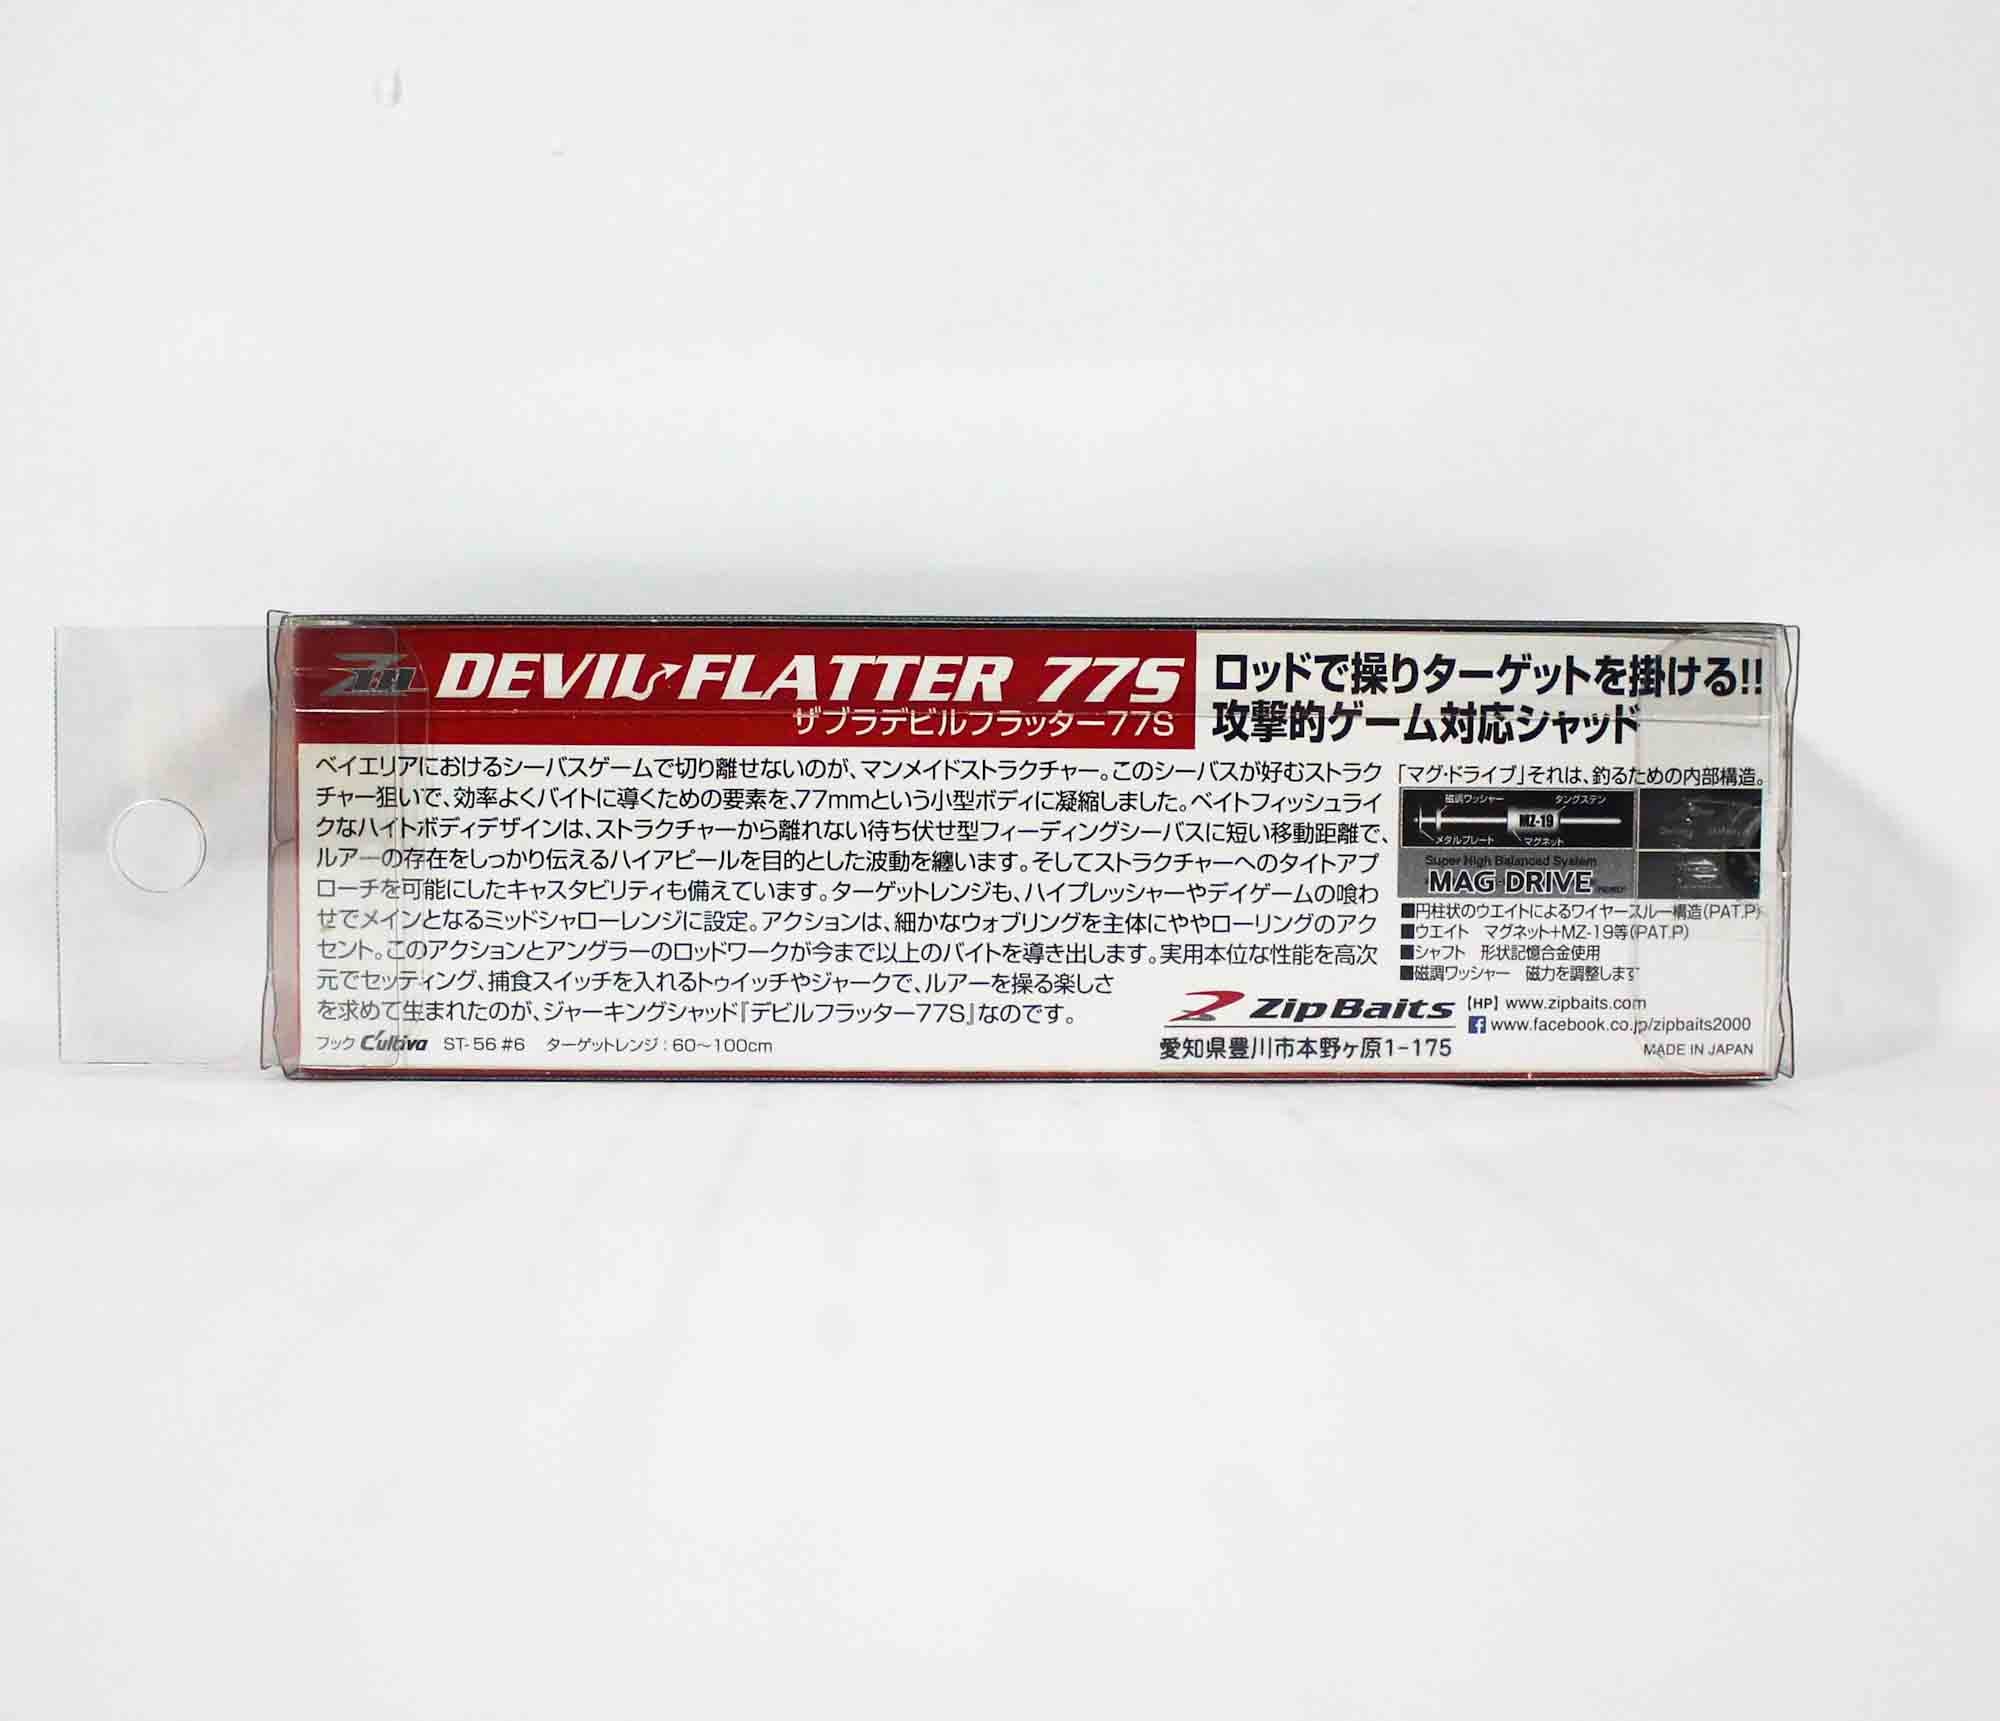 DEVIL FLATTER 77S
ザブラデビルフラッター77S
ロッドで操りターゲットを掛ける!!
攻撃的ゲーム対応シャッド
ベイエリアにおけるシーバスゲームで切り離せないのが、マンメイドストラクチャー。このシーバスが好むストラク
チャー狙いで、効率よくバイトに導くための要素を、77mmという小型ボディに凝縮しました。ベイトフィッシュライ
クなハイトボディデザインは、ストラクチャーから離れない待ち伏せ型フィーディングシーバスに短い移動距離で、
ルアーの存在をしっかり伝えるハイアピールを目的とした波動を纏います。そしてストラクチャーへのタイトアプ
ローチを可能にしたキャスタビリティも備えています。ターゲットレンジも、ハイプレッシャーやデイゲームの喰わ
せでメインとなるミッドシャローレンジに設定。アクションは、細かなウォブリングを主体にややローリングのアク
セント。このアクションとアングラーのロッドワークが今まで以上のバイトを導き出します。実用本位な性能を高次
元でセッティング、捕食スイッチを入れるトゥイッチやジャークで、ルアーを操る楽しさ
を求めて生まれたのが、ジャーキングシャッド『デビルフラッター77S』なのです。
フック C'ultiva ST-56 #6 ターゲットレンジ:60〜100cm
「マグ・ドライブ」それは、釣るための内部構造。
磁調ワッシャー タングステン
MZ-19
メタルプレート マグネット
Super High Balanced System
MAG-DRIVE
■円柱状のウエイトによるワイヤースルー構造(PAT.P)
■ウエイト マグネット+MZ-19等(PAT.P)
■シャフト 形状記憶合金使用
■磁調ワッシャー 磁力を調整します
ZipBaits
【HP】www.zipbaits.com
www.facebook.co.jp/zipbaits2000
愛知県豊川市本野ヶ原1-175
MADE IN JAPAN